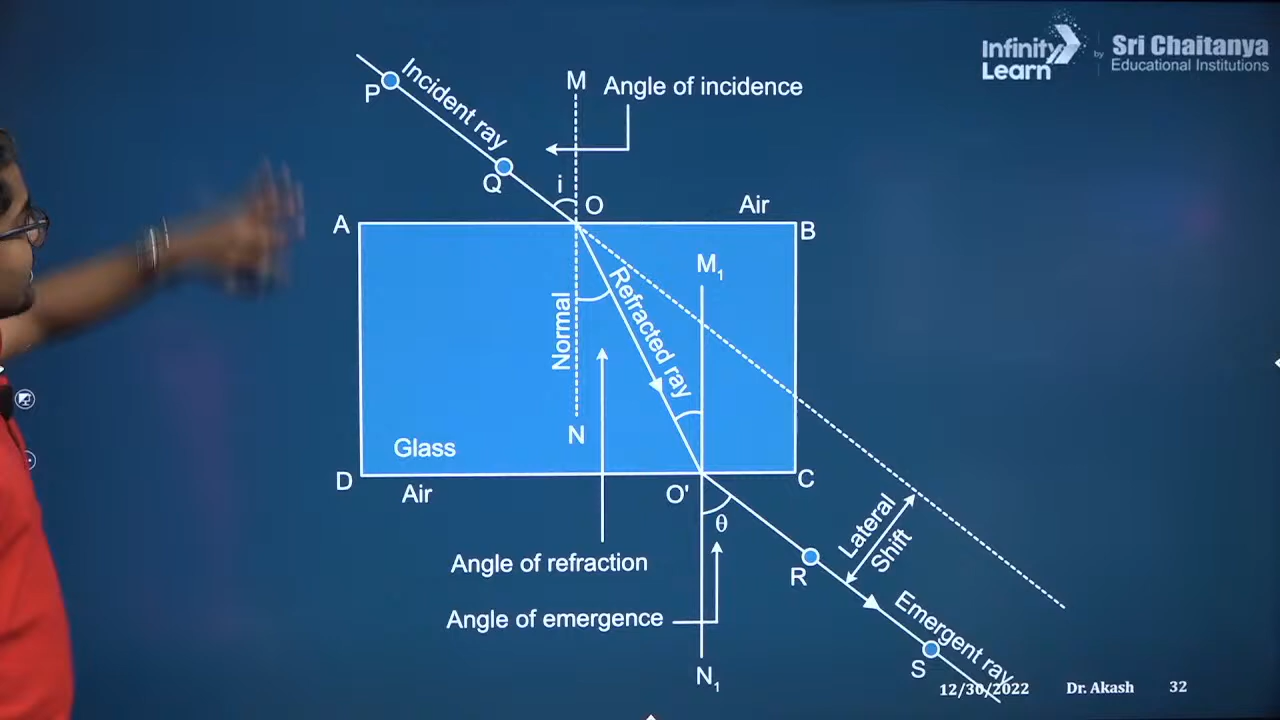 Infinity
Learn
by
Sri Chaitanya
Educational Institutions
P
Incident ray
M
Angle of incidence
Q
i
O
Air
A
B
M1
Normal
Refracted ray
N
Glass
D
Air
O'
C
θ
Lateral
Shift
Angle of refraction
R
Angle of emergence
Emergent ray
S
N1
12/30/2022
Dr. Akash
32